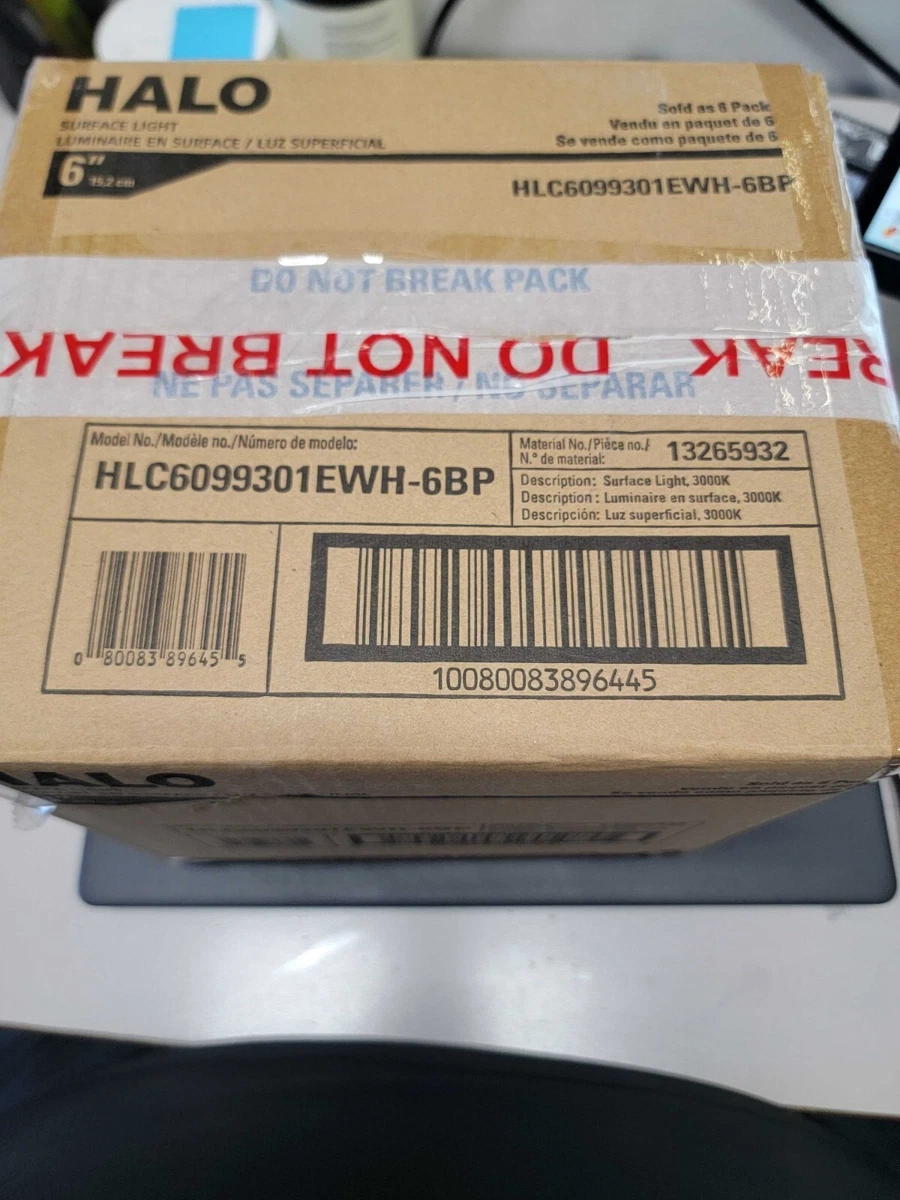 HALO
SURFACE LIGHT
LUMINAIRE EN SURFACE / LUZ SUPERFICIAL
Sold as 6 Pack
Vendu en paquet de 6
Se vende como paquete de 6
6"
15,2 cm
HLC6099301EWH-6BP
DO NOT BREAK PACK
BREAK DO NOT BREAK
NE PAS SÉPARER / NO SEPARAR
Model No./Modèle no./Número de modelo:
HLC6099301EWH-6BP
Material No./Pièce no./
N.° de material:
13265932
Description: Surface Light, 3000K
Description : Luminaire en surface, 3000K
Descripción: Luz superficial, 3000K
0 80083 89645 5
10080083896445
HALO